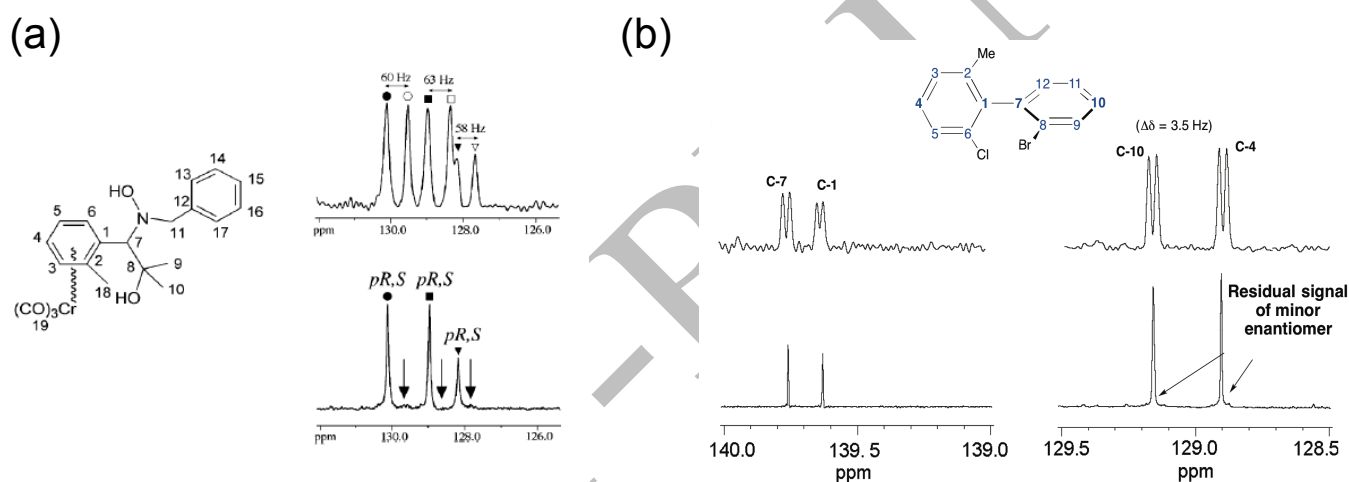 (a)
60 Hz
63 Hz
58 Hz
ppm 130.0 128.0 126.0
HO
N
13
14
15
16
17
12
11
5
6
4
1
7
3
2
8
9
10
18
HO
(CO)₃Cr
19
pR,S pR,S
pR,S
ppm 130.0 128.0 126.0
(b)
Me
3
2
12
11
4
1
7
10
5
6
8
9
Br
Cl
(Δδ = 3.5 Hz)
C-7
C-1
C-10
C-4
Residual signal
of minor
enantiomer
140.0 139.5 139.0
ppm
129.5 129.0 128.5
ppm